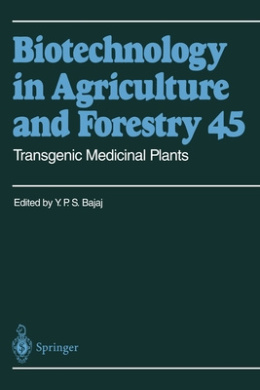 Biotechnology
in Agriculture
and Forestry 45
Transgenic Medicinal Plants
Edited by Y. P. S. Bajaj
Springer